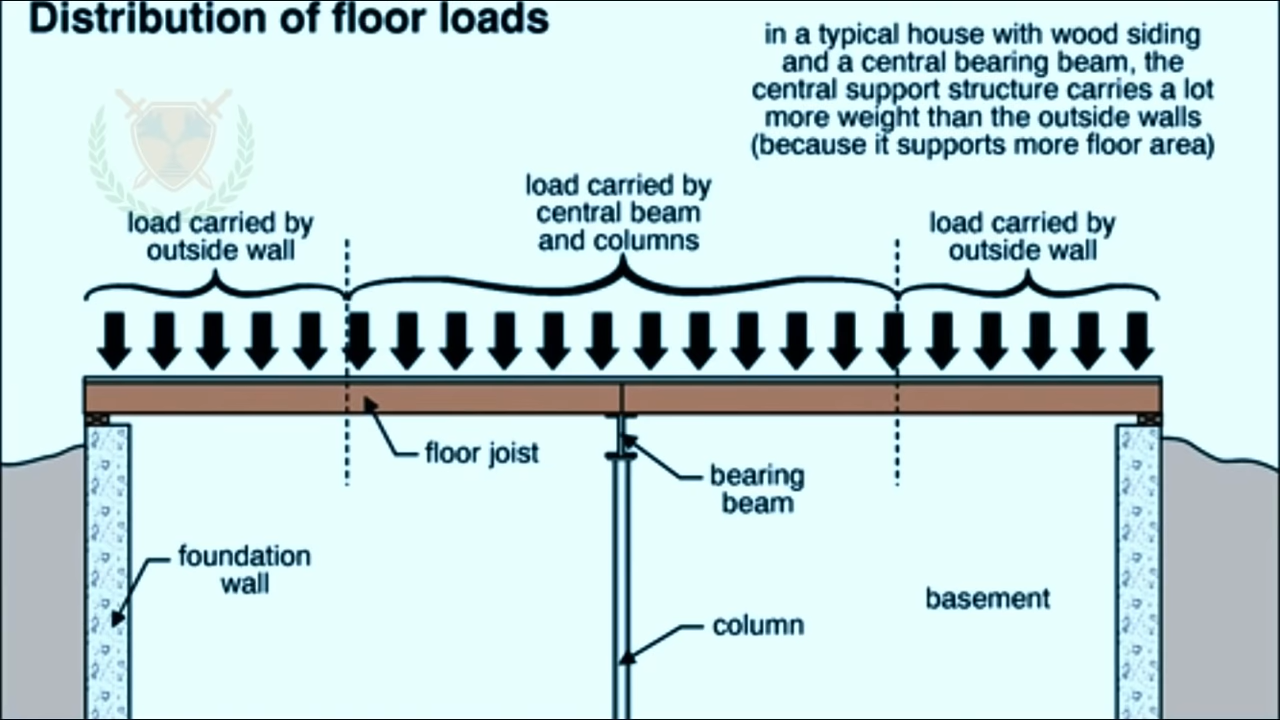 Distribution of floor loads
in a typical house with wood siding
and a central bearing beam, the
central support structure carries a lot
more weight than the outside walls
(because it supports more floor area)
load carried by
outside wall
load carried by
central beam
and columns
load carried by
outside wall
floor joist
bearing
beam
foundation
wall
basement
column